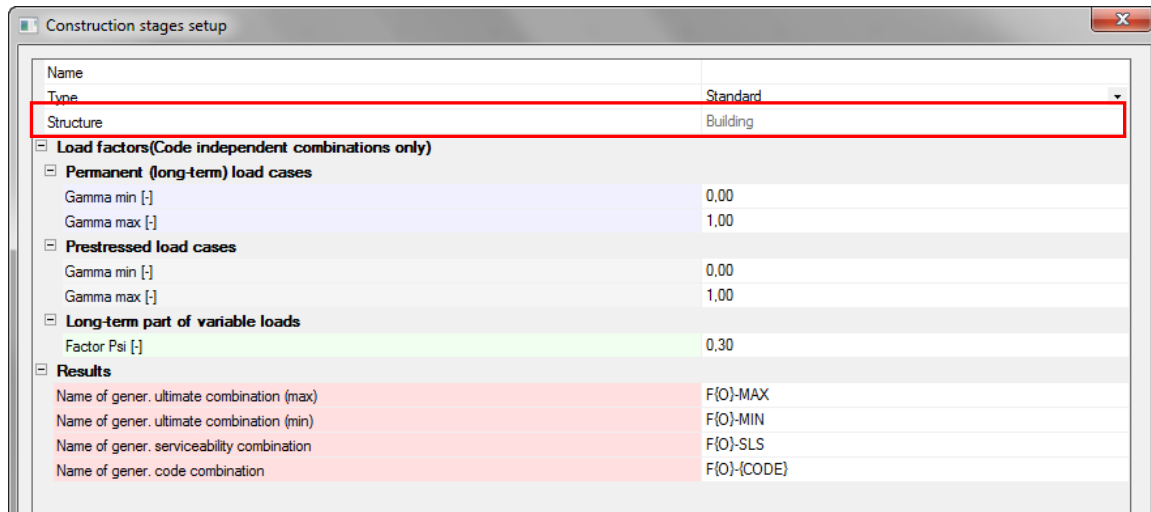 Construction stages setup
Name
Type Standard
Structure Building
Load factors(Code independent combinations only)
Permanent (long-term) load cases
Gamma min [-] 0,00
Gamma max [-] 1,00
Prestressed load cases
Gamma min [-] 0,00
Gamma max [-] 1,00
Long-term part of variable loads
Factor Psi [-] 0,30
Results
Name of gener. ultimate combination (max) F{O}-MAX
Name of gener. ultimate combination (min) F{O}-MIN
Name of gener. serviceability combination F{O}-SLS
Name of gener. code combination F{O}-{CODE}